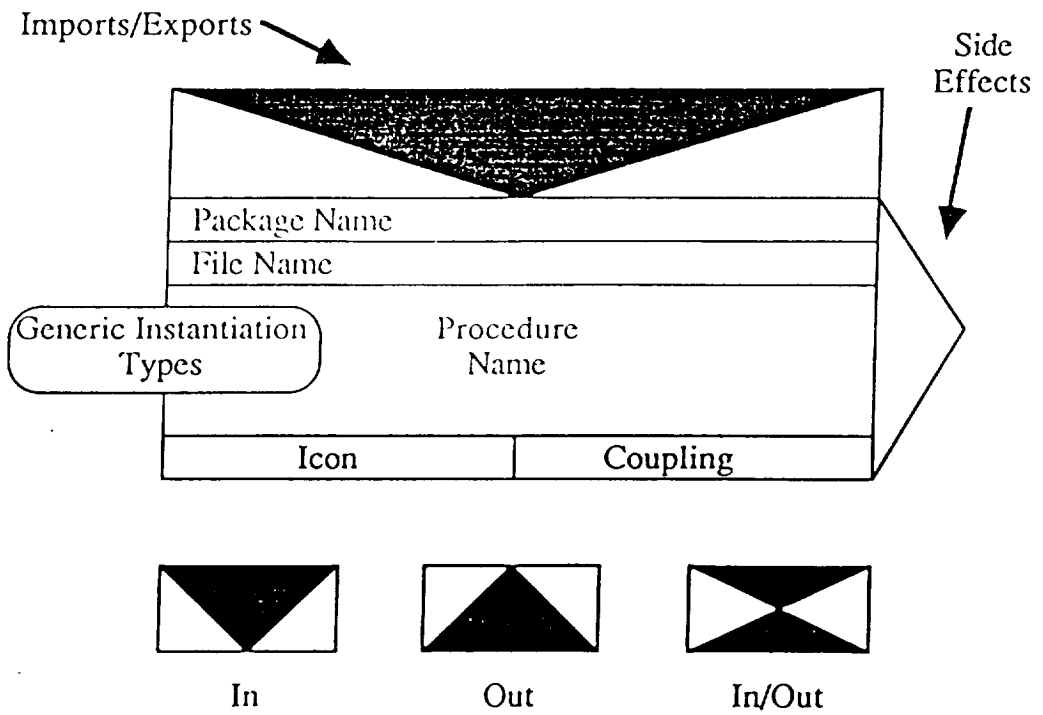 Imports/Exports
Side
Effects
Package Name
File Name
Generic Instantiation
Types
Procedure
Name
Icon
Coupling
In
Out
In/Out